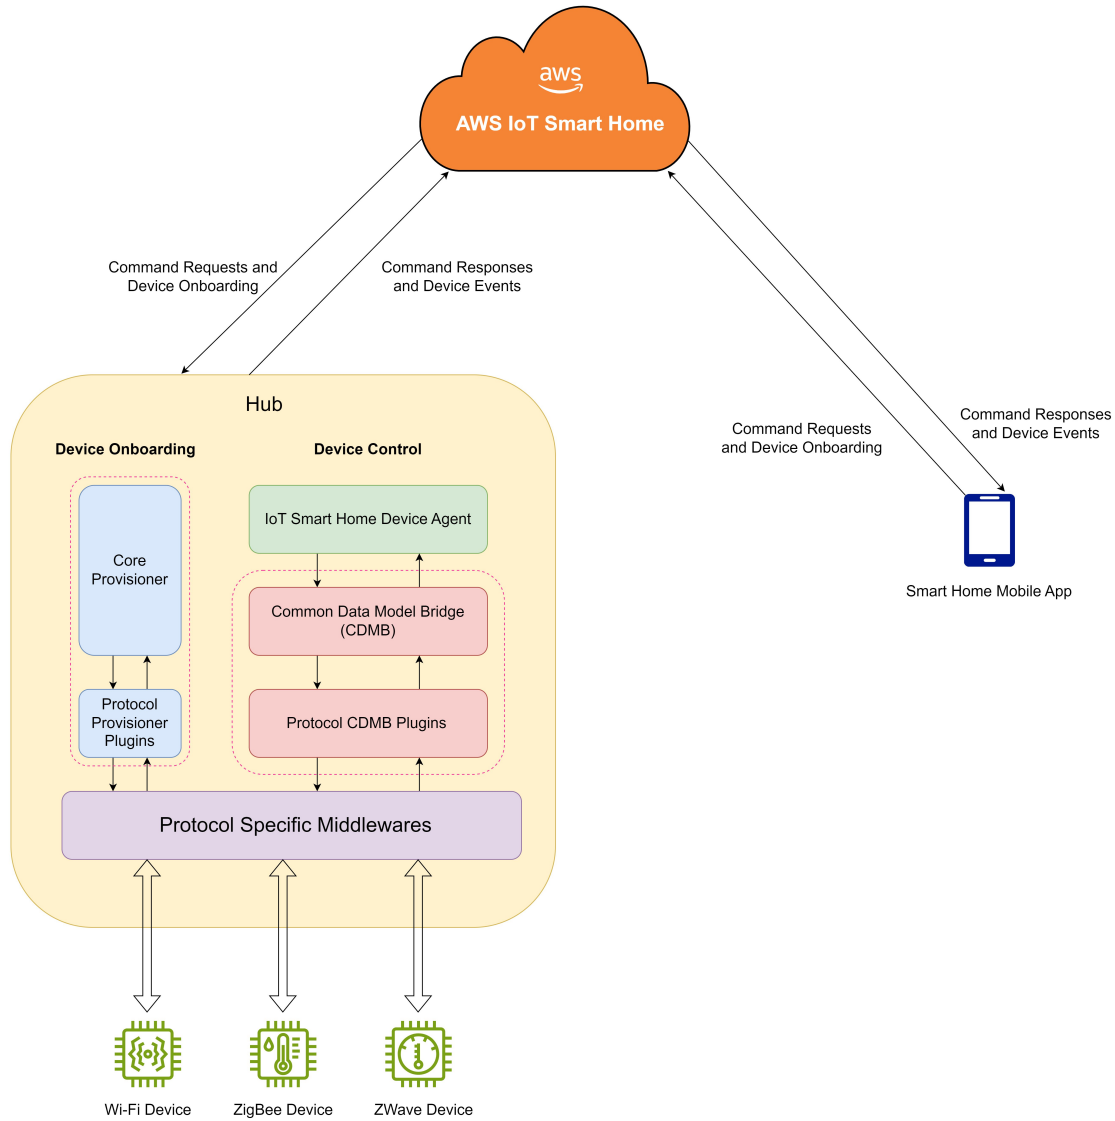 aws
AWS IoT Smart Home
Command Requests and
Device Onboarding
Command Responses
and Device Events
Command Requests
and Device Onboarding
Command Responses
and Device Events
Smart Home Mobile App
Hub
Device Onboarding
Device Control
Core
Provisioner
IoT Smart Home Device Agent
Common Data Model Bridge
(CDMB)
Protocol
Provisioner
Plugins
Protocol CDMB Plugins
Protocol Specific Middlewares
Wi-Fi Device
ZigBee Device
ZWave Device